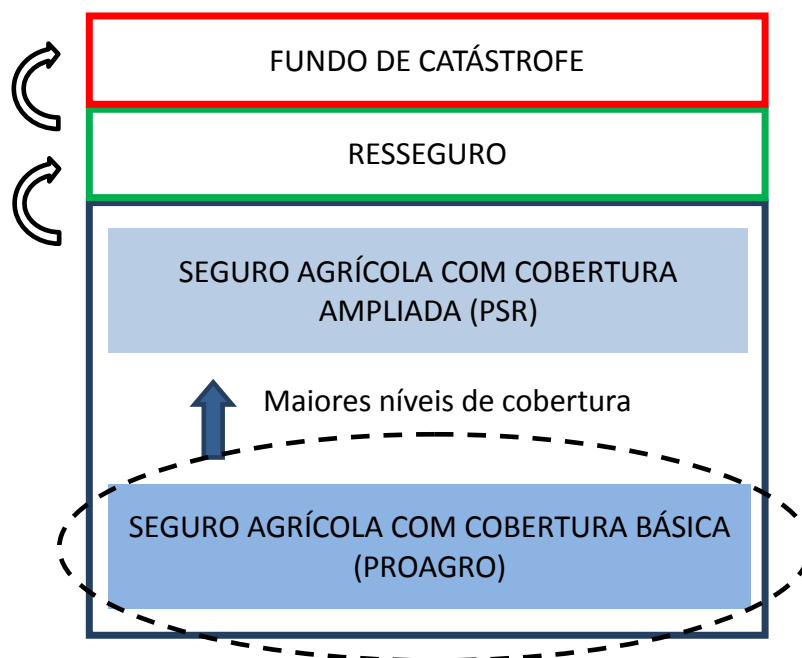 FUNDO DE CATÁSTROFE
RESSEGURO
SEGURO AGRÍCOLA COM COBERTURA
AMPLIADA (PSR)
Maiores níveis de cobertura
SEGURO AGRÍCOLA COM COBERTURA BÁSICA
(PROAGRO)